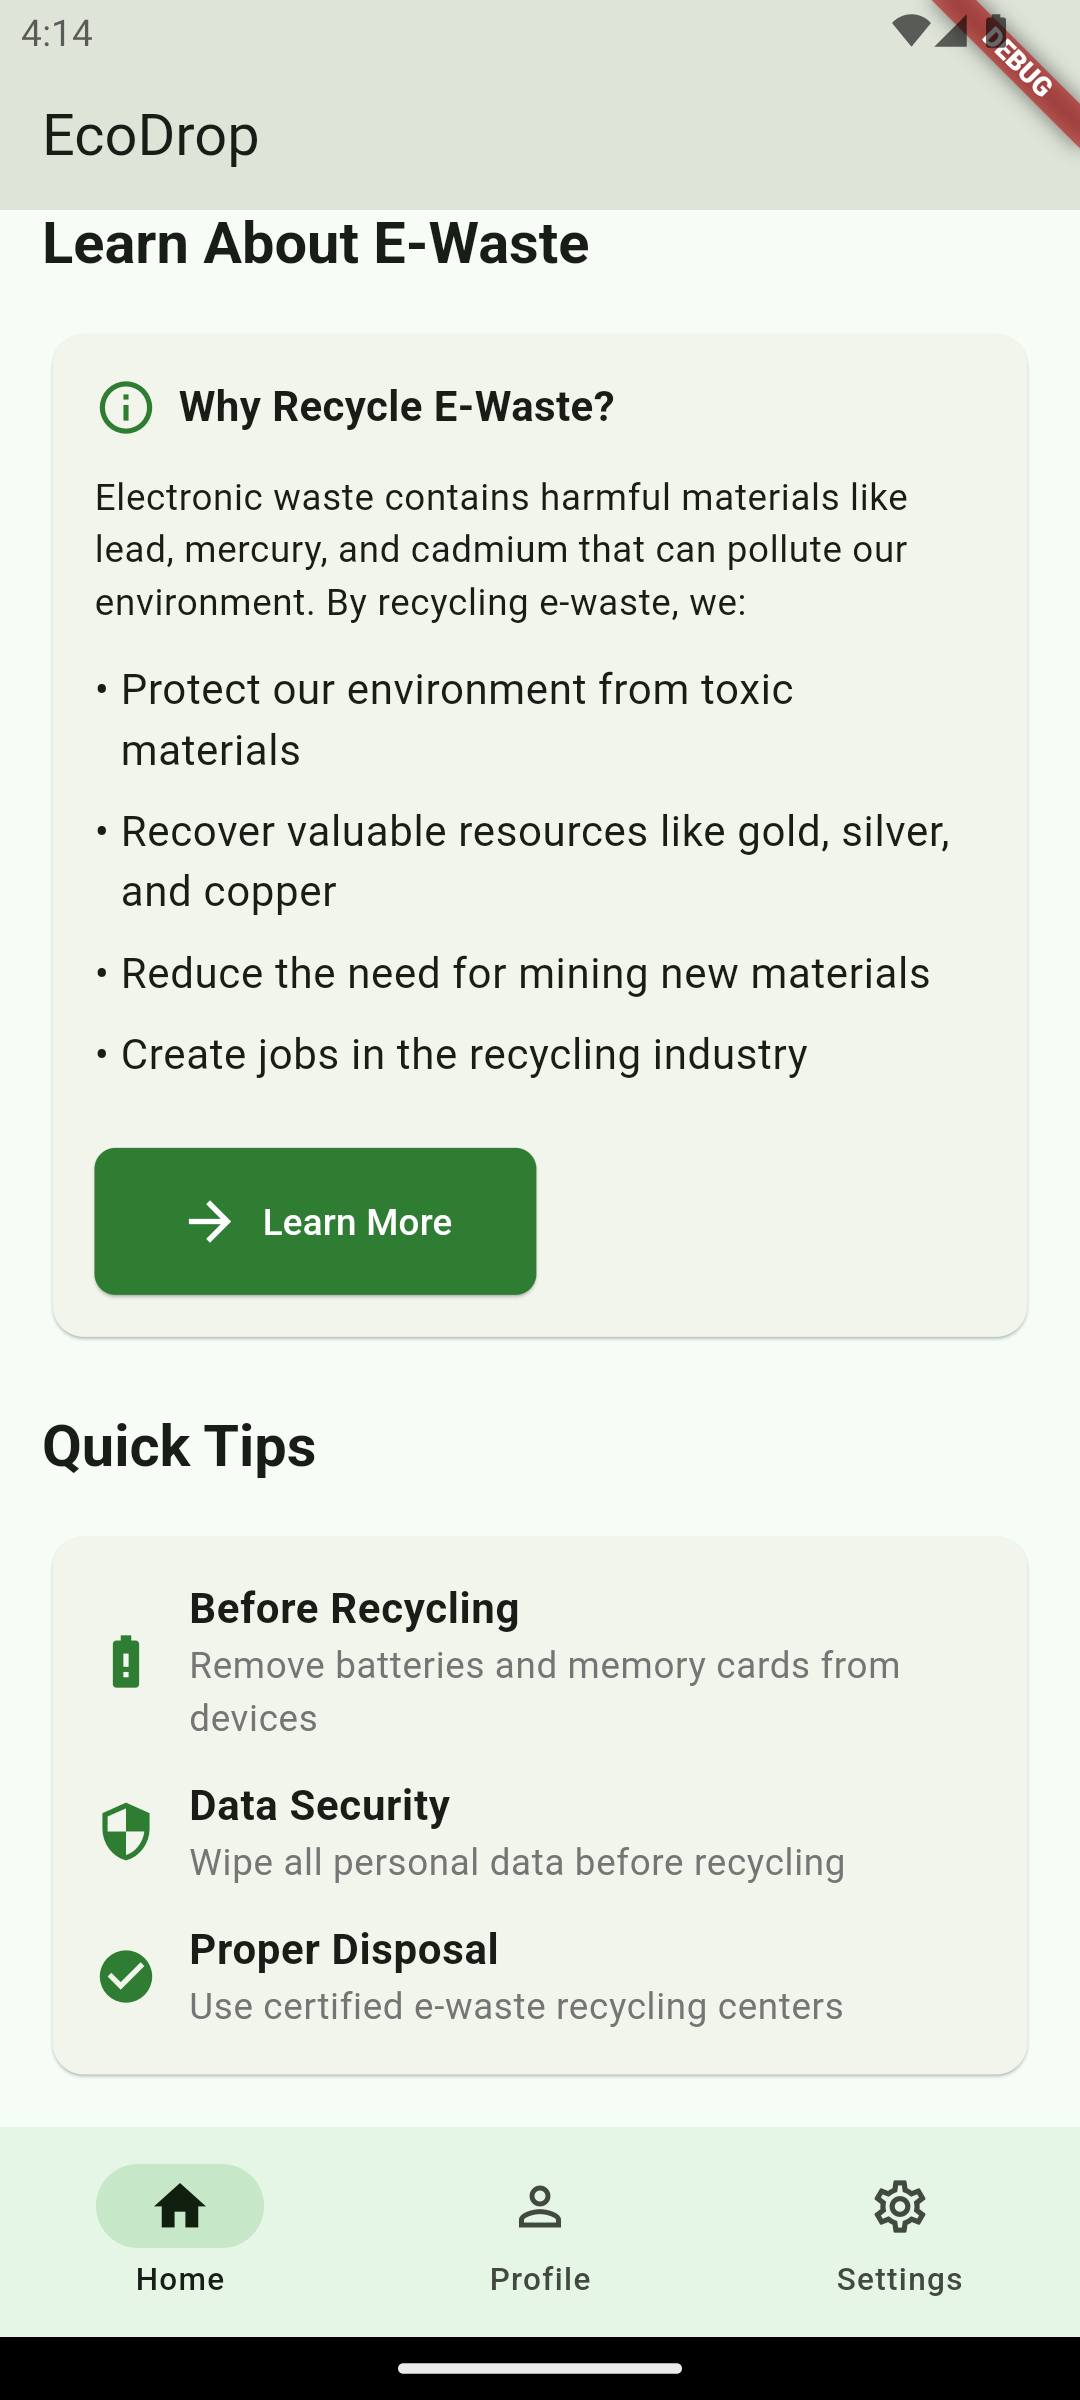 4:14
DEBUG
EcoDrop
Learn About E-Waste
Why Recycle E-Waste?
Electronic waste contains harmful materials like
lead, mercury, and cadmium that can pollute our
environment. By recycling e-waste, we:
• Protect our environment from toxic
materials
• Recover valuable resources like gold, silver,
and copper
• Reduce the need for mining new materials
• Create jobs in the recycling industry
Learn More
Quick Tips
Before Recycling
Remove batteries and memory cards from
devices
Data Security
Wipe all personal data before recycling
Proper Disposal
Use certified e-waste recycling centers
Home
Profile
Settings